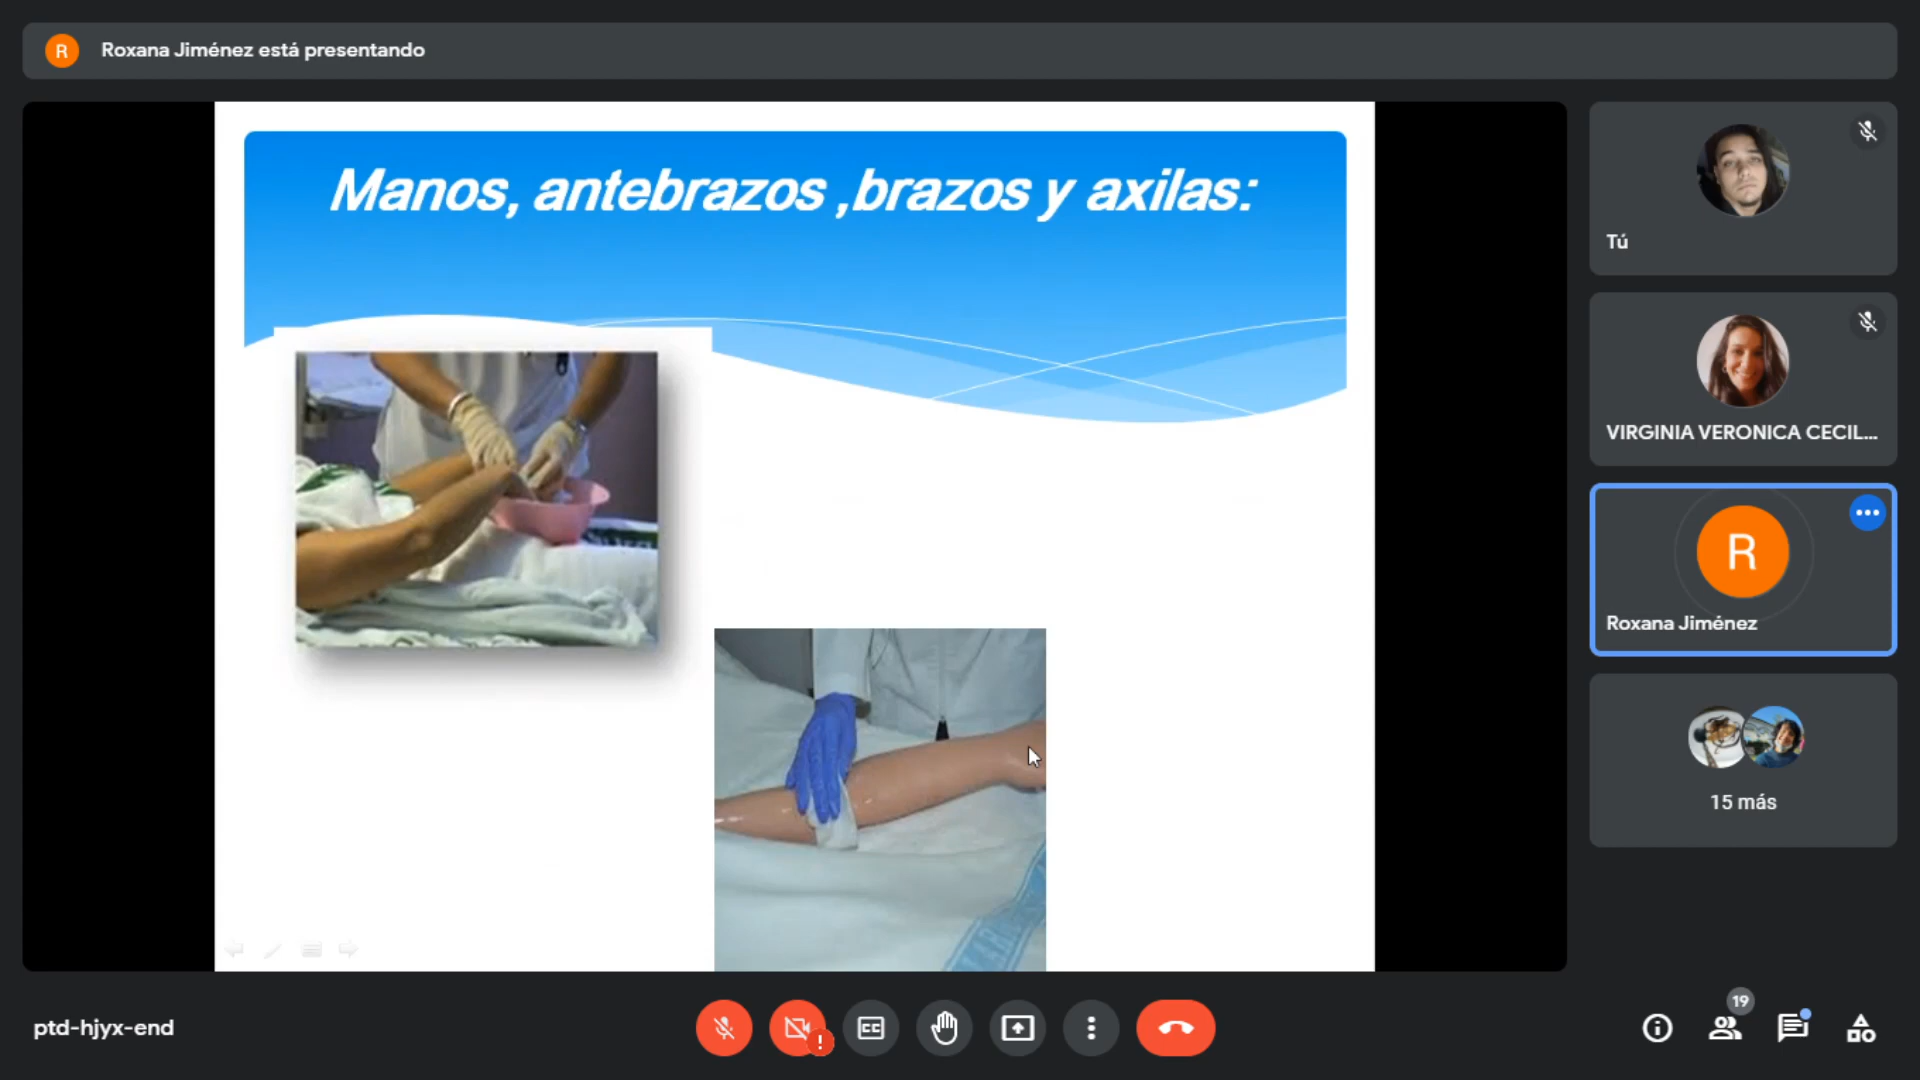 R
Roxana Jiménez está presentando
Manos, antebrazos ,brazos y axilas:
Tú
VIRGINIA VERONICA CECIL...
R
Roxana Jiménez
15 más
ptd-hjyx-end
CC
!
19